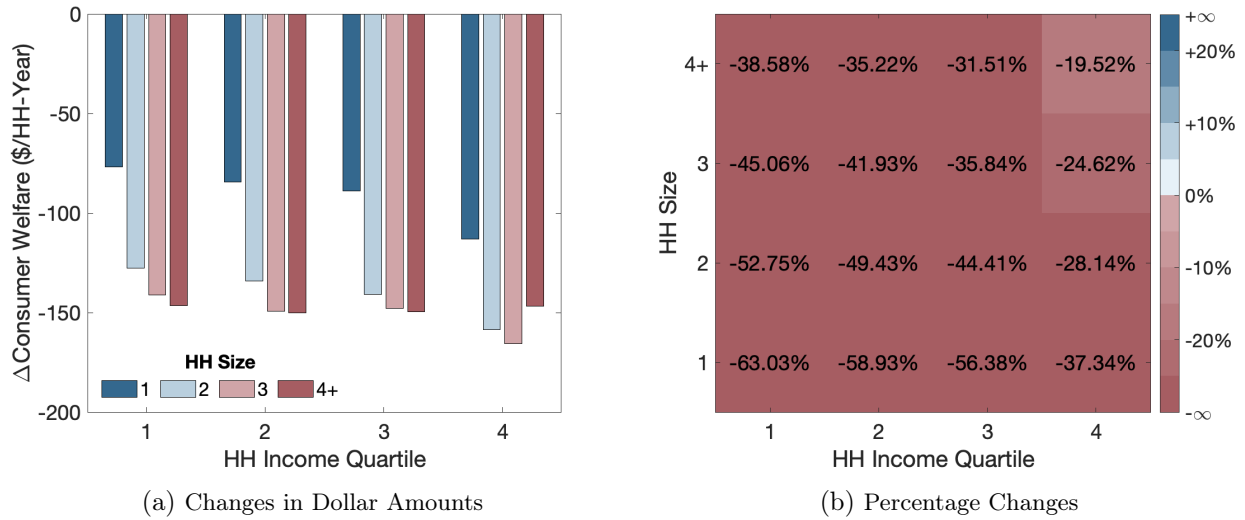 0
-50
-100
-150
-200
ΔConsumer Welfare ($/HH-Year)
HH Size
1 2 3 4+
1 2 3 4
HH Income Quartile
(a) Changes in Dollar Amounts
HH Size
4+ -38.58% -35.22% -31.51% -19.52%
3 -45.06% -41.93% -35.84% -24.62%
2 -52.75% -49.43% -44.41% -28.14%
1 -63.03% -58.93% -56.38% -37.34%
1 2 3 4
HH Income Quartile
+∞
+20%
+10%
0%
-10%
-20%
-∞
(b) Percentage Changes